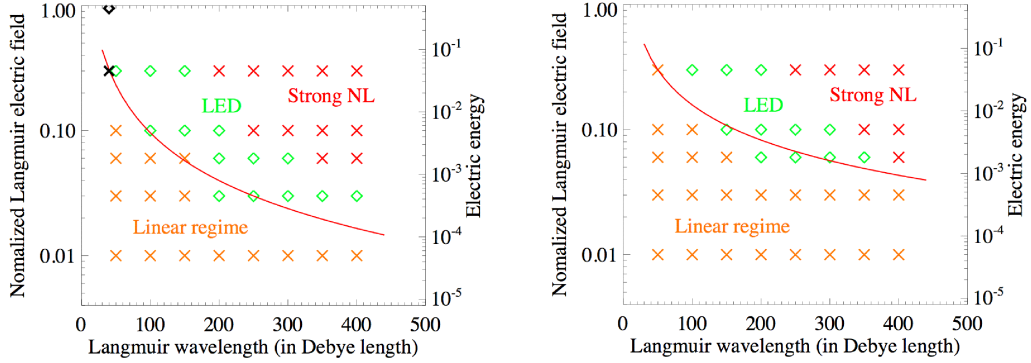 Nomalized Langmuir electric field
1.00
0.10
0.01
LED
Strong NL
Linear regime
10⁻¹
10⁻²
10⁻³
10⁻⁴
10⁻⁵
Electric energy
0 100 200 300 400 500
Langmuir wavelength (in Debye length)
Nomalized Langmuir electric field
1.00
0.10
0.01
LED
Strong NL
Linear regime
10⁻¹
10⁻²
10⁻³
10⁻⁴
10⁻⁵
Electric energy
0 100 200 300 400 500
Langmuir wavelength (in Debye length)